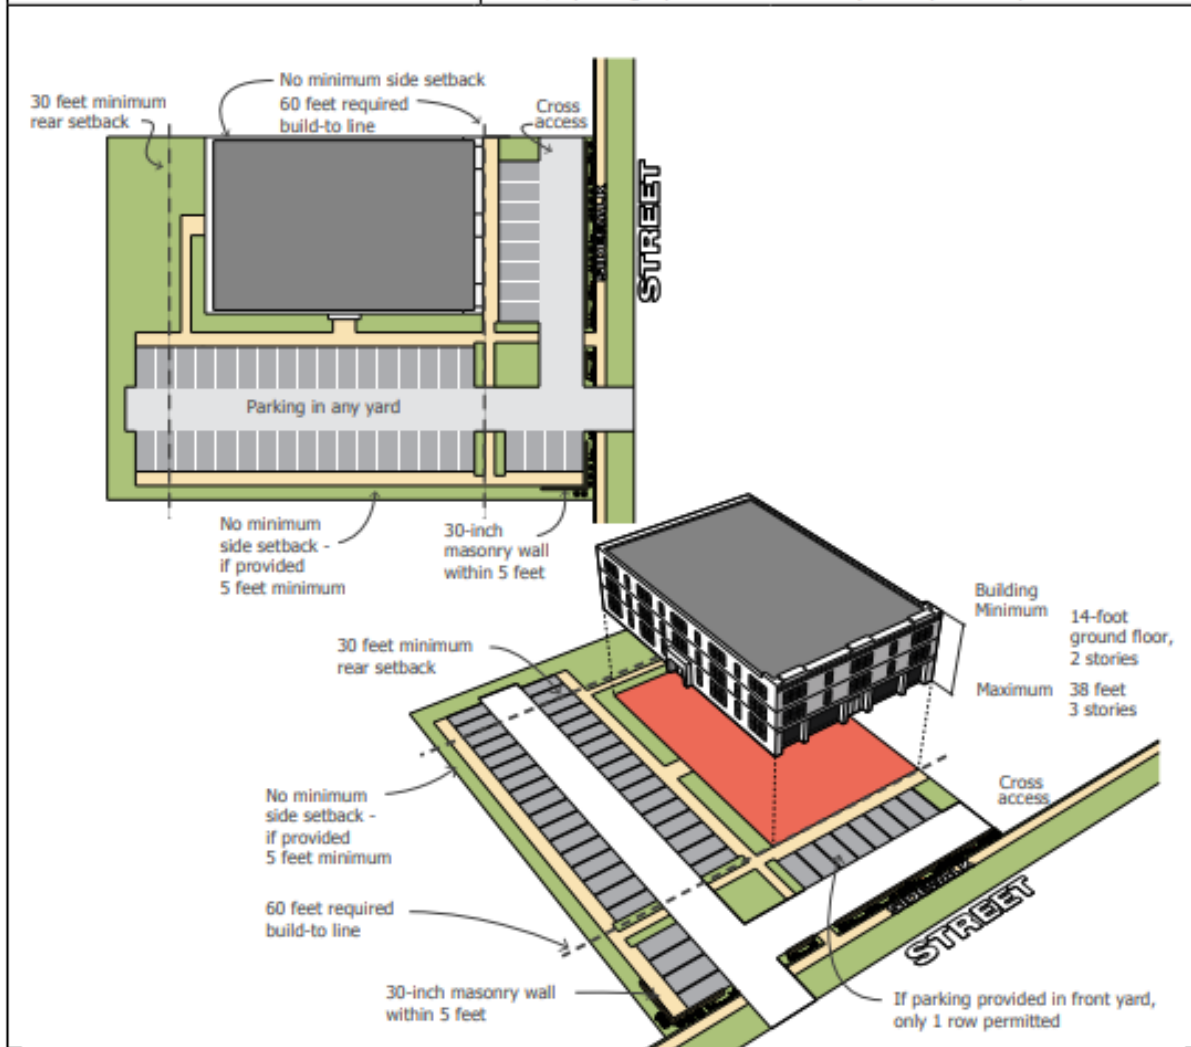 No minimum side setback
30 feet minimum
rear setback
60 feet required
build-to line
Cross
access
SIDEWALK
STREET
Parking in any yard
No minimum
side setback -
if provided
5 feet minimum
30-inch
masonry wall
within 5 feet
Building
Minimum
14-foot
ground floor,
2 stories
Maximum
38 feet
3 stories
30 feet minimum
rear setback
Cross
access
No minimum
side setback -
if provided
5 feet minimum
SIDEWALK
STREET
60 feet required
build-to line
30-inch masonry wall
within 5 feet
If parking provided in front yard,
only 1 row permitted